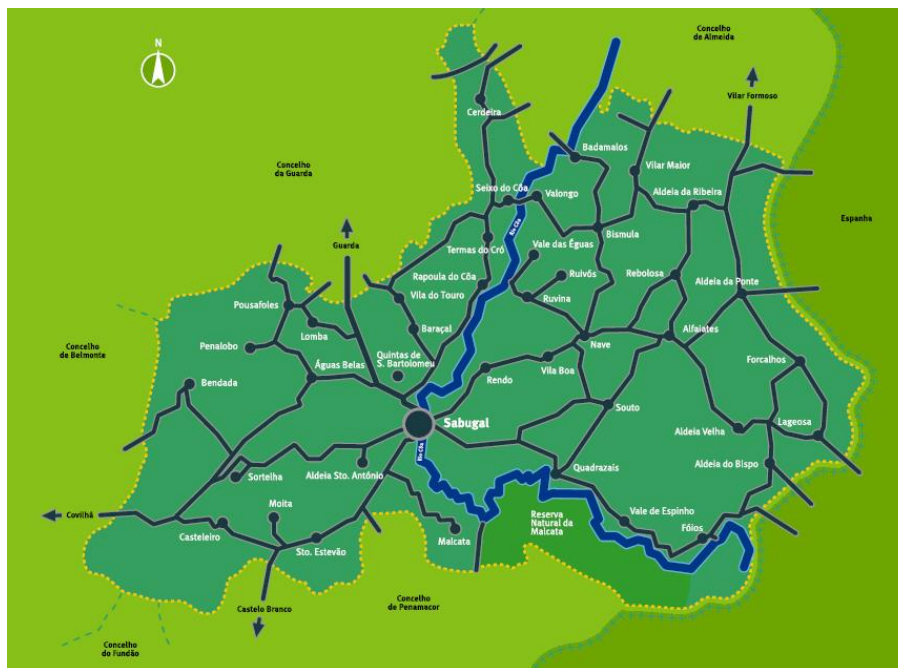 Concelho
de Almeida
N
Vilar Formoso
Cerdeira
Badamalos
Vilar Maior
Concelho
da Guarda
Seixo do Côa
Valongo
Aldeia da Ribeira
Espanha
Rio Côa
Bismula
Guarda
Termas do Cró
Vale das Éguas
Rapoula do Côa
Ruivós
Rebolosa
Aldeia da Ponte
Vila do Touro
Ruvina
Pousafoles
Baraçal
Lomba
Nave
Alfaiates
Concelho
de Belmonte
Penalobo
Quintas de
S. Bartolomeu
Águas Belas
Vila Boa
Forcalhos
Rendo
Bendada
Souto
Sabugal
Lageosa
Aldeia Velha
Rio Côa
Aldeia do Bispo
Sortelha
Aldeia Sto. António
Quadrazais
Moita
Covilhã
Reserva
Natural da
Malcata
Vale de Espinho
Casteleiro
Malcata
Fóios
Sto. Estevão
Castelo Branco
Concelho
de Penamacor
Concelho
do Fundão